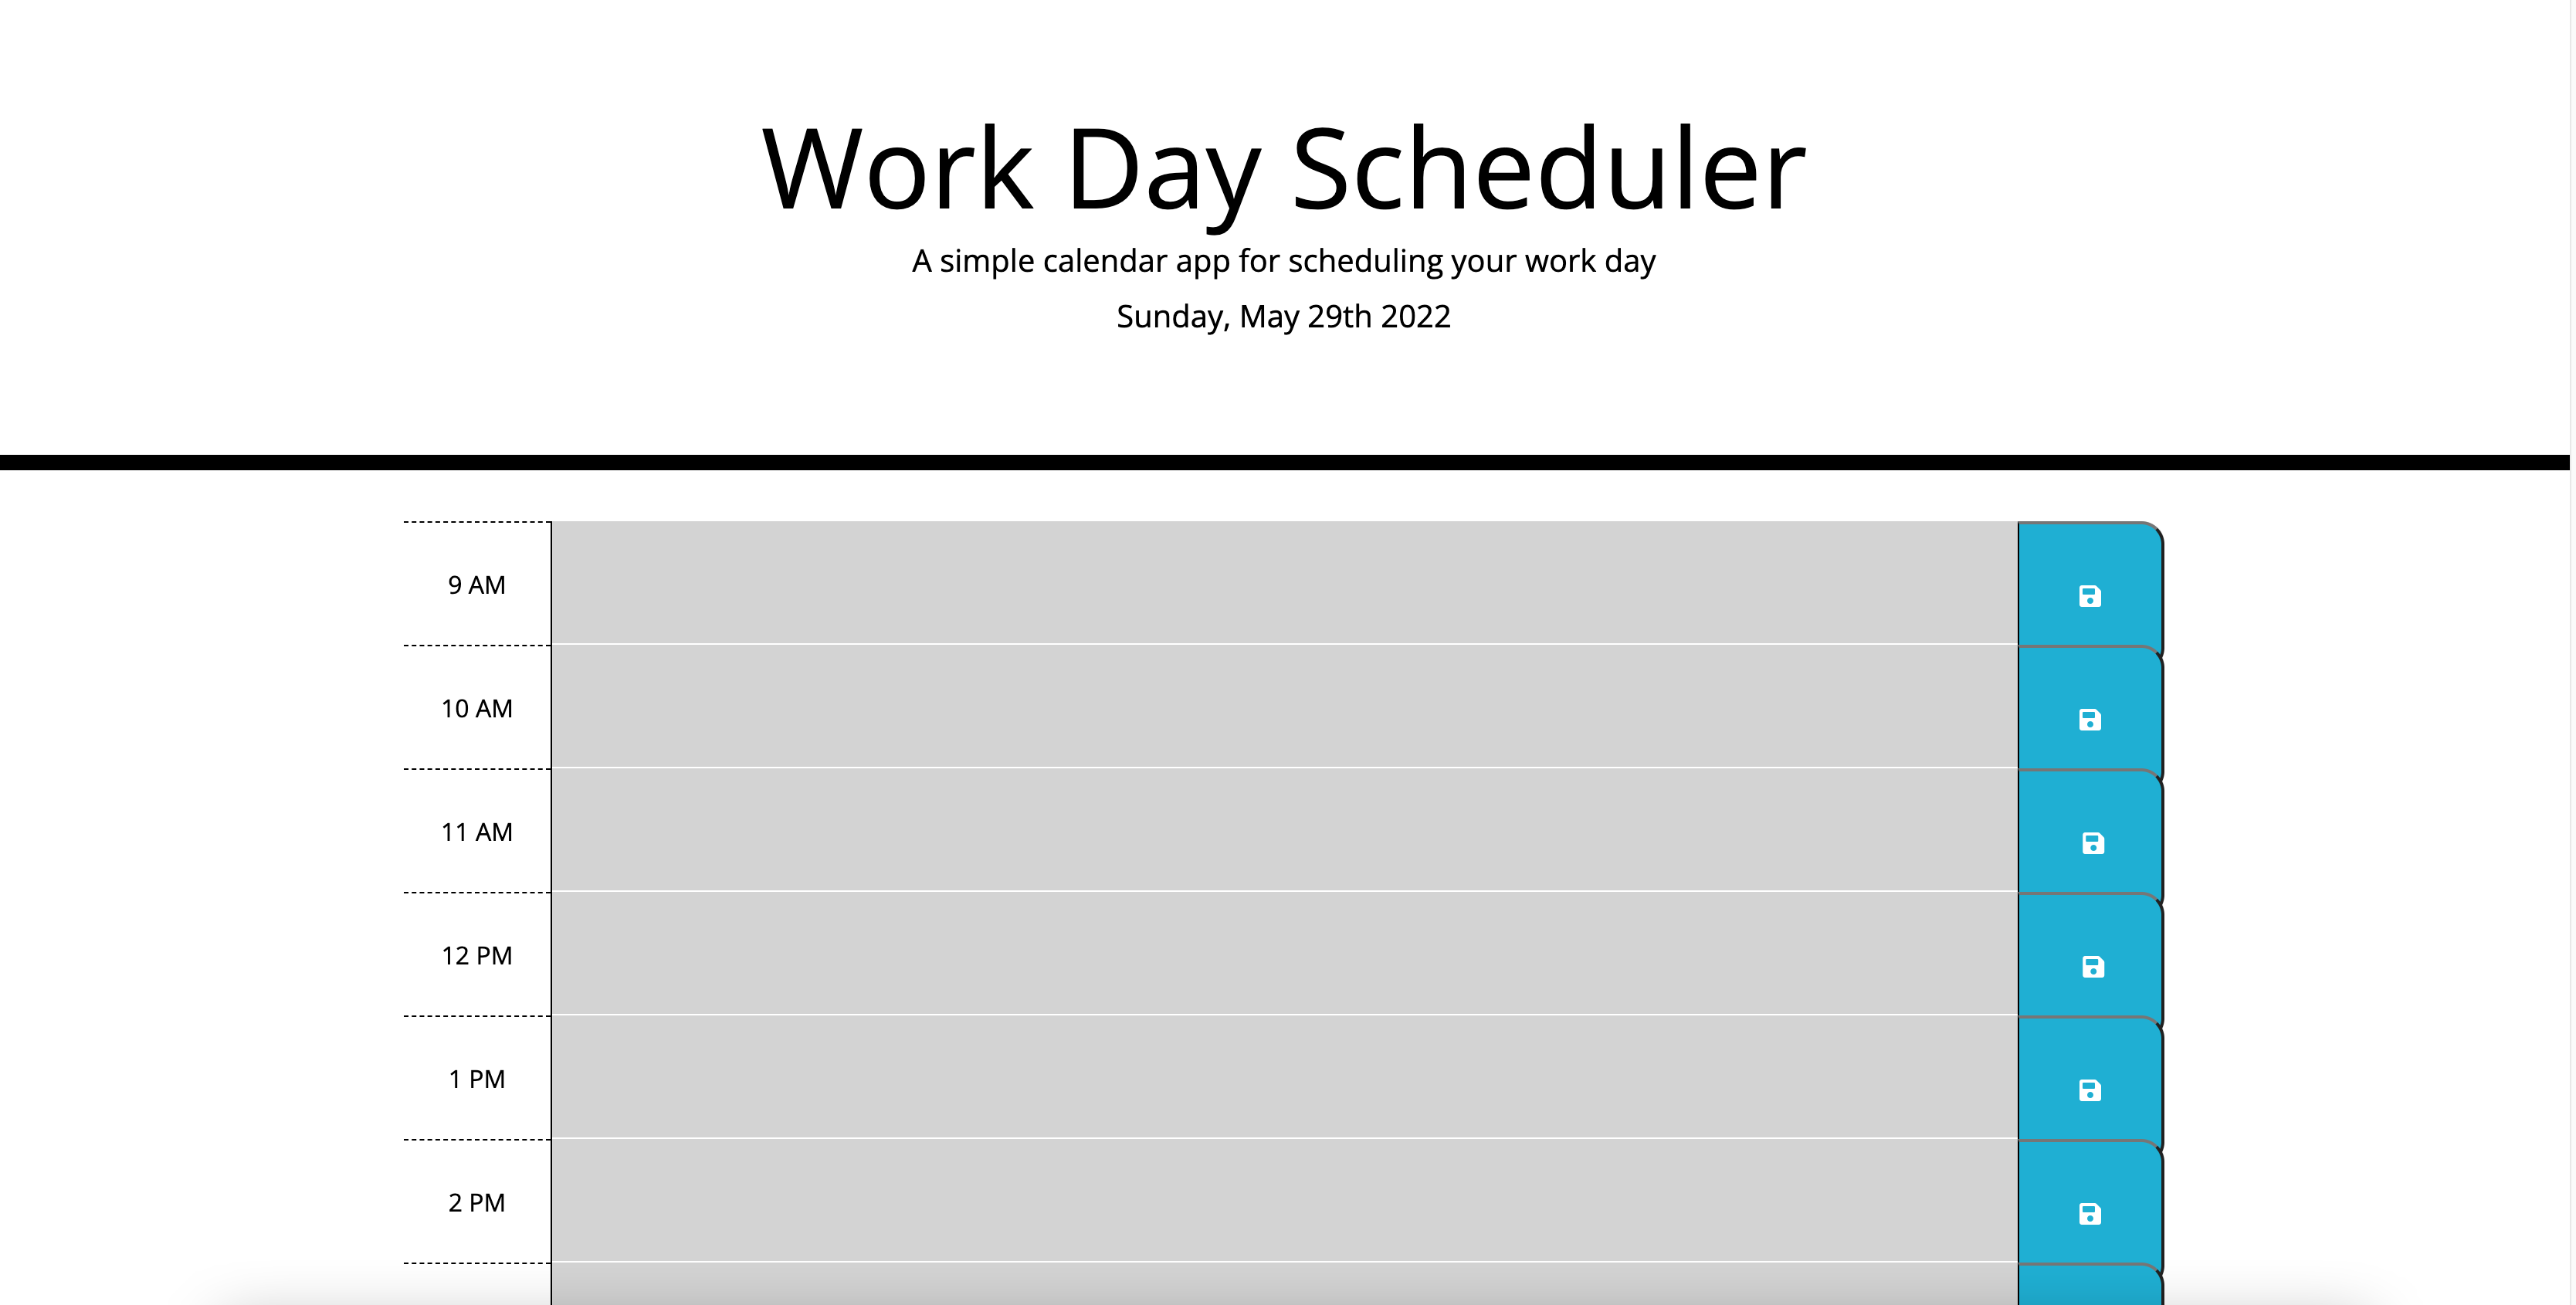 Work Day Scheduler
A simple calendar app for scheduling your work day
Sunday, May 29th 2022
9 AM
10 AM
11 AM
12 PM
1 PM
2 PM